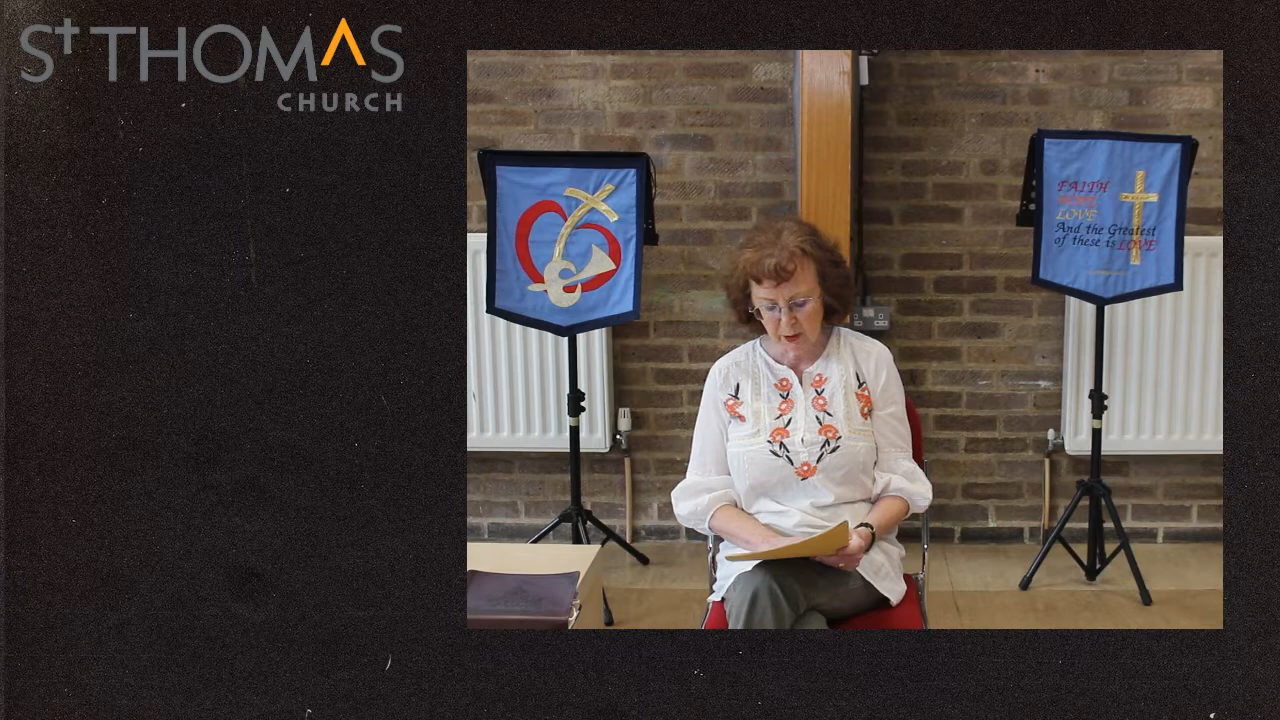 St THOMAS
CHURCH
FAITH
HOPE
LOVE
And the Greatest
of these is LOVE